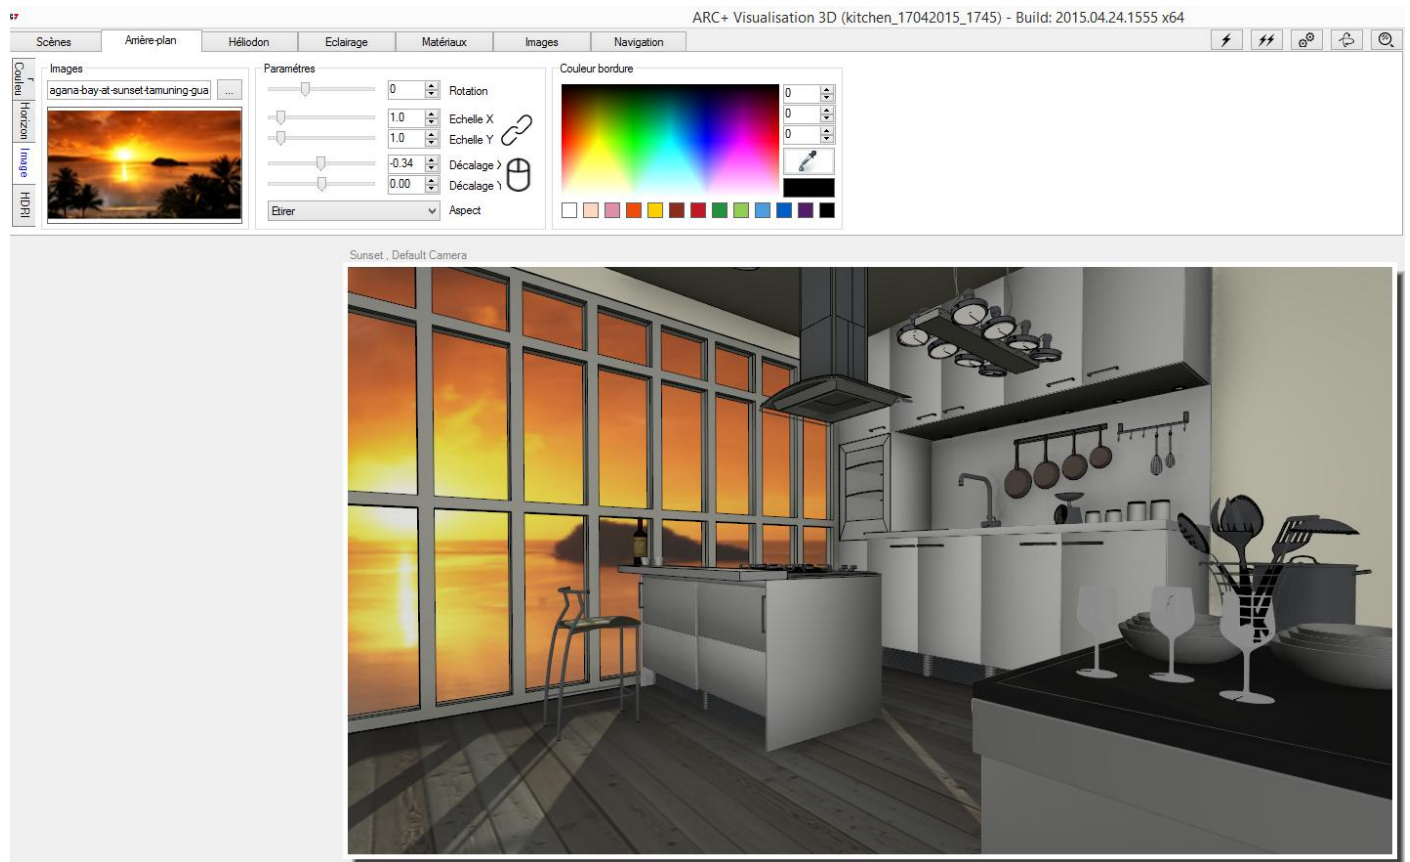 ARC+ Visualisation 3D (kitchen_17042015_1745) - Build: 2015.04.24.1555 x64
Scènes Arrière-plan Héliodon Eclairage Matériaux Images Navigation
Couleur
Horizon
Image
HDRI
Images
agana-bay-at-sunset-tamuning-gua ...
Paramétres
0 Rotation
1.0 Echelle X
1.0 Echelle Y
-0.34 Décalage X
0.00 Décalage Y
Etirer Aspect
Couleur bordure
0
0
0
Sunset , Default Camera